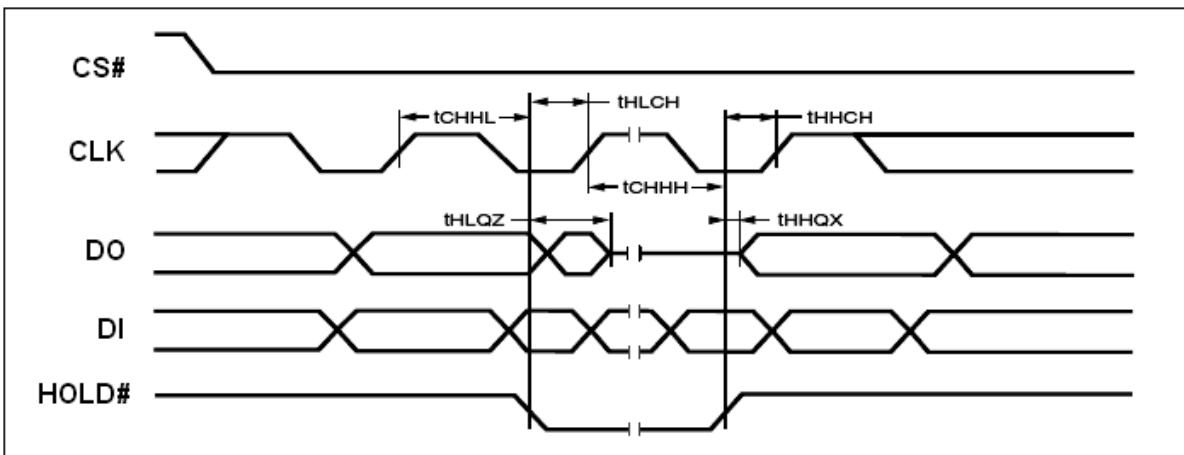 CS#
tCHHL
tHLCH
tHHCH
CLK
tCHHH
tHLQZ
tHHQX
DO
DI
HOLD#